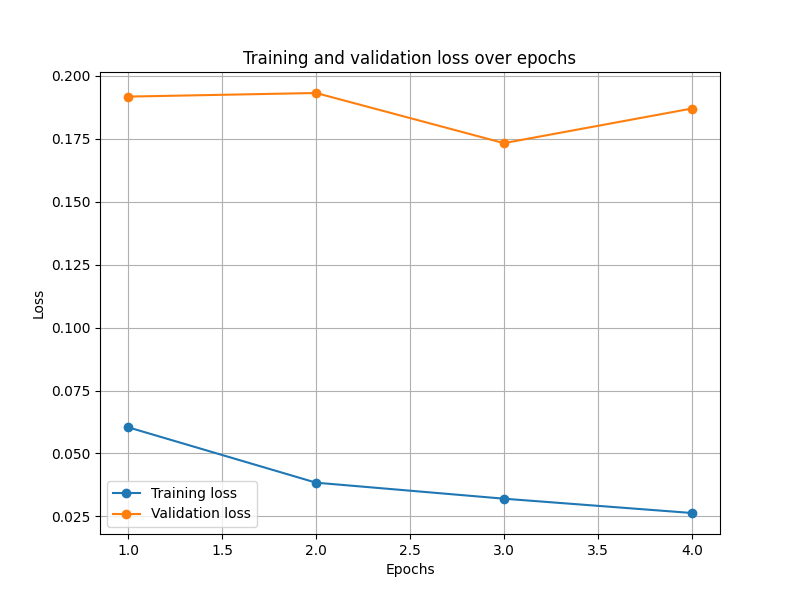 Training and validation loss over epochs
0.200
0.175
0.150
0.125
0.100
0.075
0.050
0.025
Loss
Training loss
Validation loss
1.0 1.5 2.0 2.5 3.0 3.5 4.0
Epochs